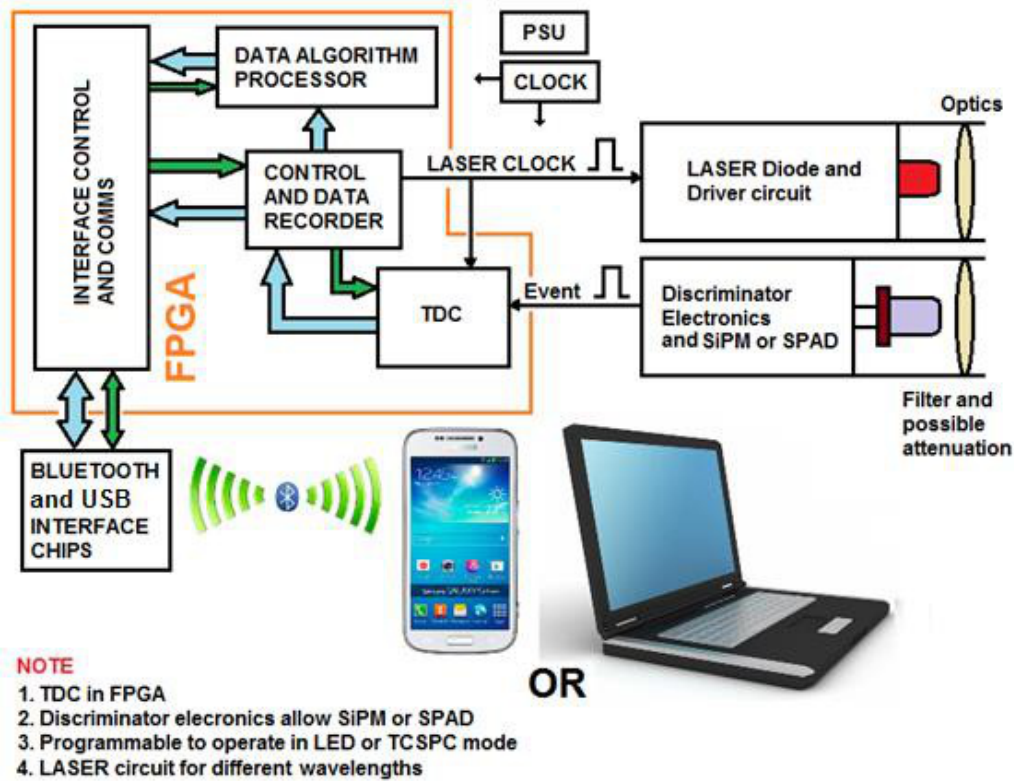 PSU
CLOCK
DATA ALGORITHM
PROCESSOR
INTERFACE CONTROL
AND COMMS
CONTROL
AND DATA
RECORDER
LASER CLOCK
LASER Diode and
Driver circuit
Optics
FPGA
TDC
Event
Discriminator
Electronics
and SiPM or SPAD
Filter and
possible
attenuation
BLUETOOTH
and USB
INTERFACE
CHIPS
OR
NOTE
1. TDC in FPGA
2. Discriminator elecronics allow SiPM or SPAD
3. Programmable to operate in LED or TCSPC mode
4. LASER circuit for different wavelengths